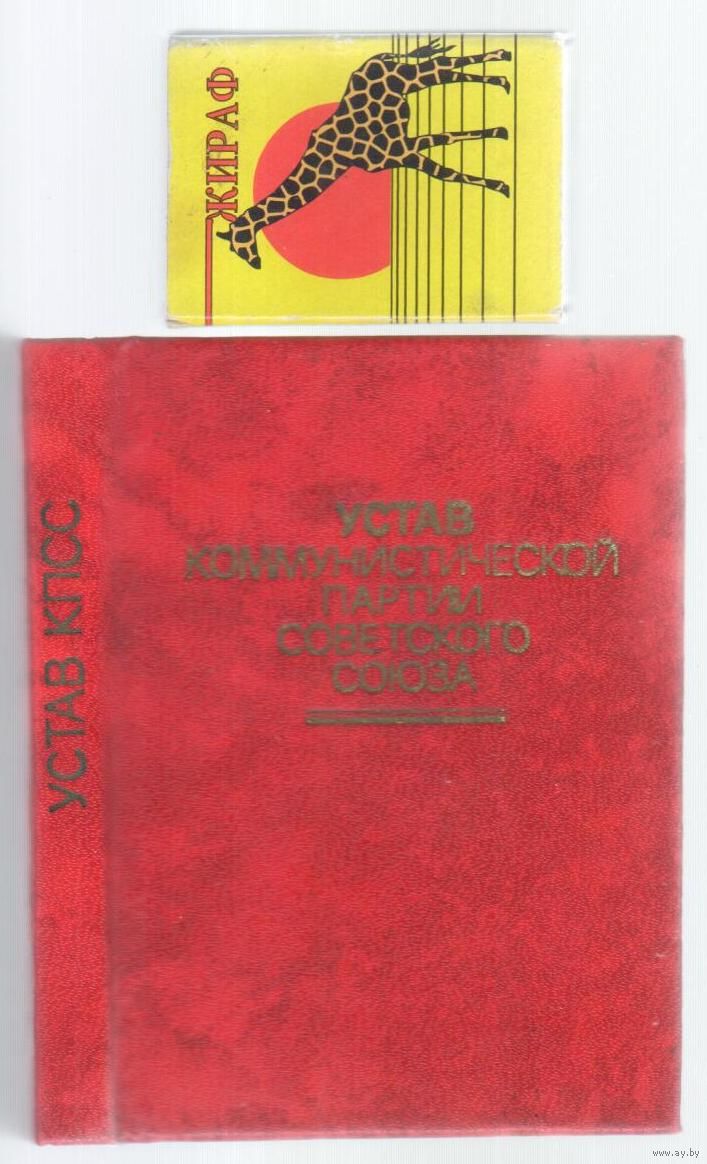 ЖИРАФ
УСТАВ КПСС
УСТАВ
КОММУНИСТИЧЕСКОЙ
ПАРТИИ
СОВЕТСКОГО
СОЮЗА
www.ay.by